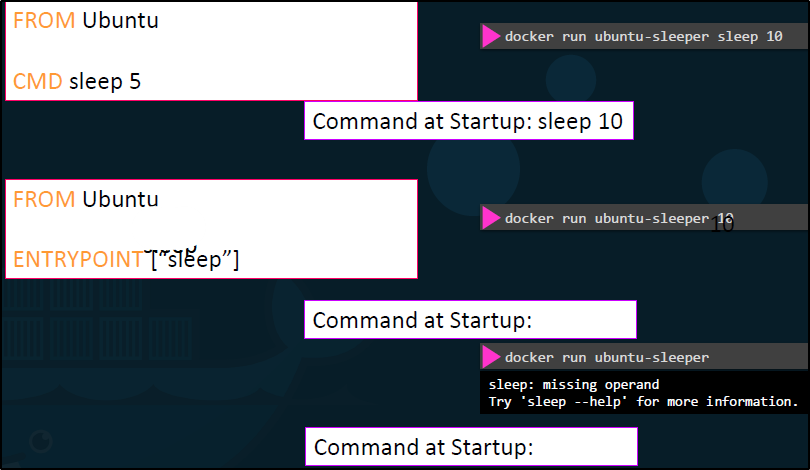 FROM Ubuntu
docker run ubuntu-sleeper sleep 10
CMD sleep 5
Command at Startup: sleep 10
FROM Ubuntu
docker run ubuntu-sleeper 10
10
ENTRYPOINT [“sleep”]
Command at Startup:
docker run ubuntu-sleeper
sleep: missing operand
Try 'sleep --help' for more information.
Command at Startup: